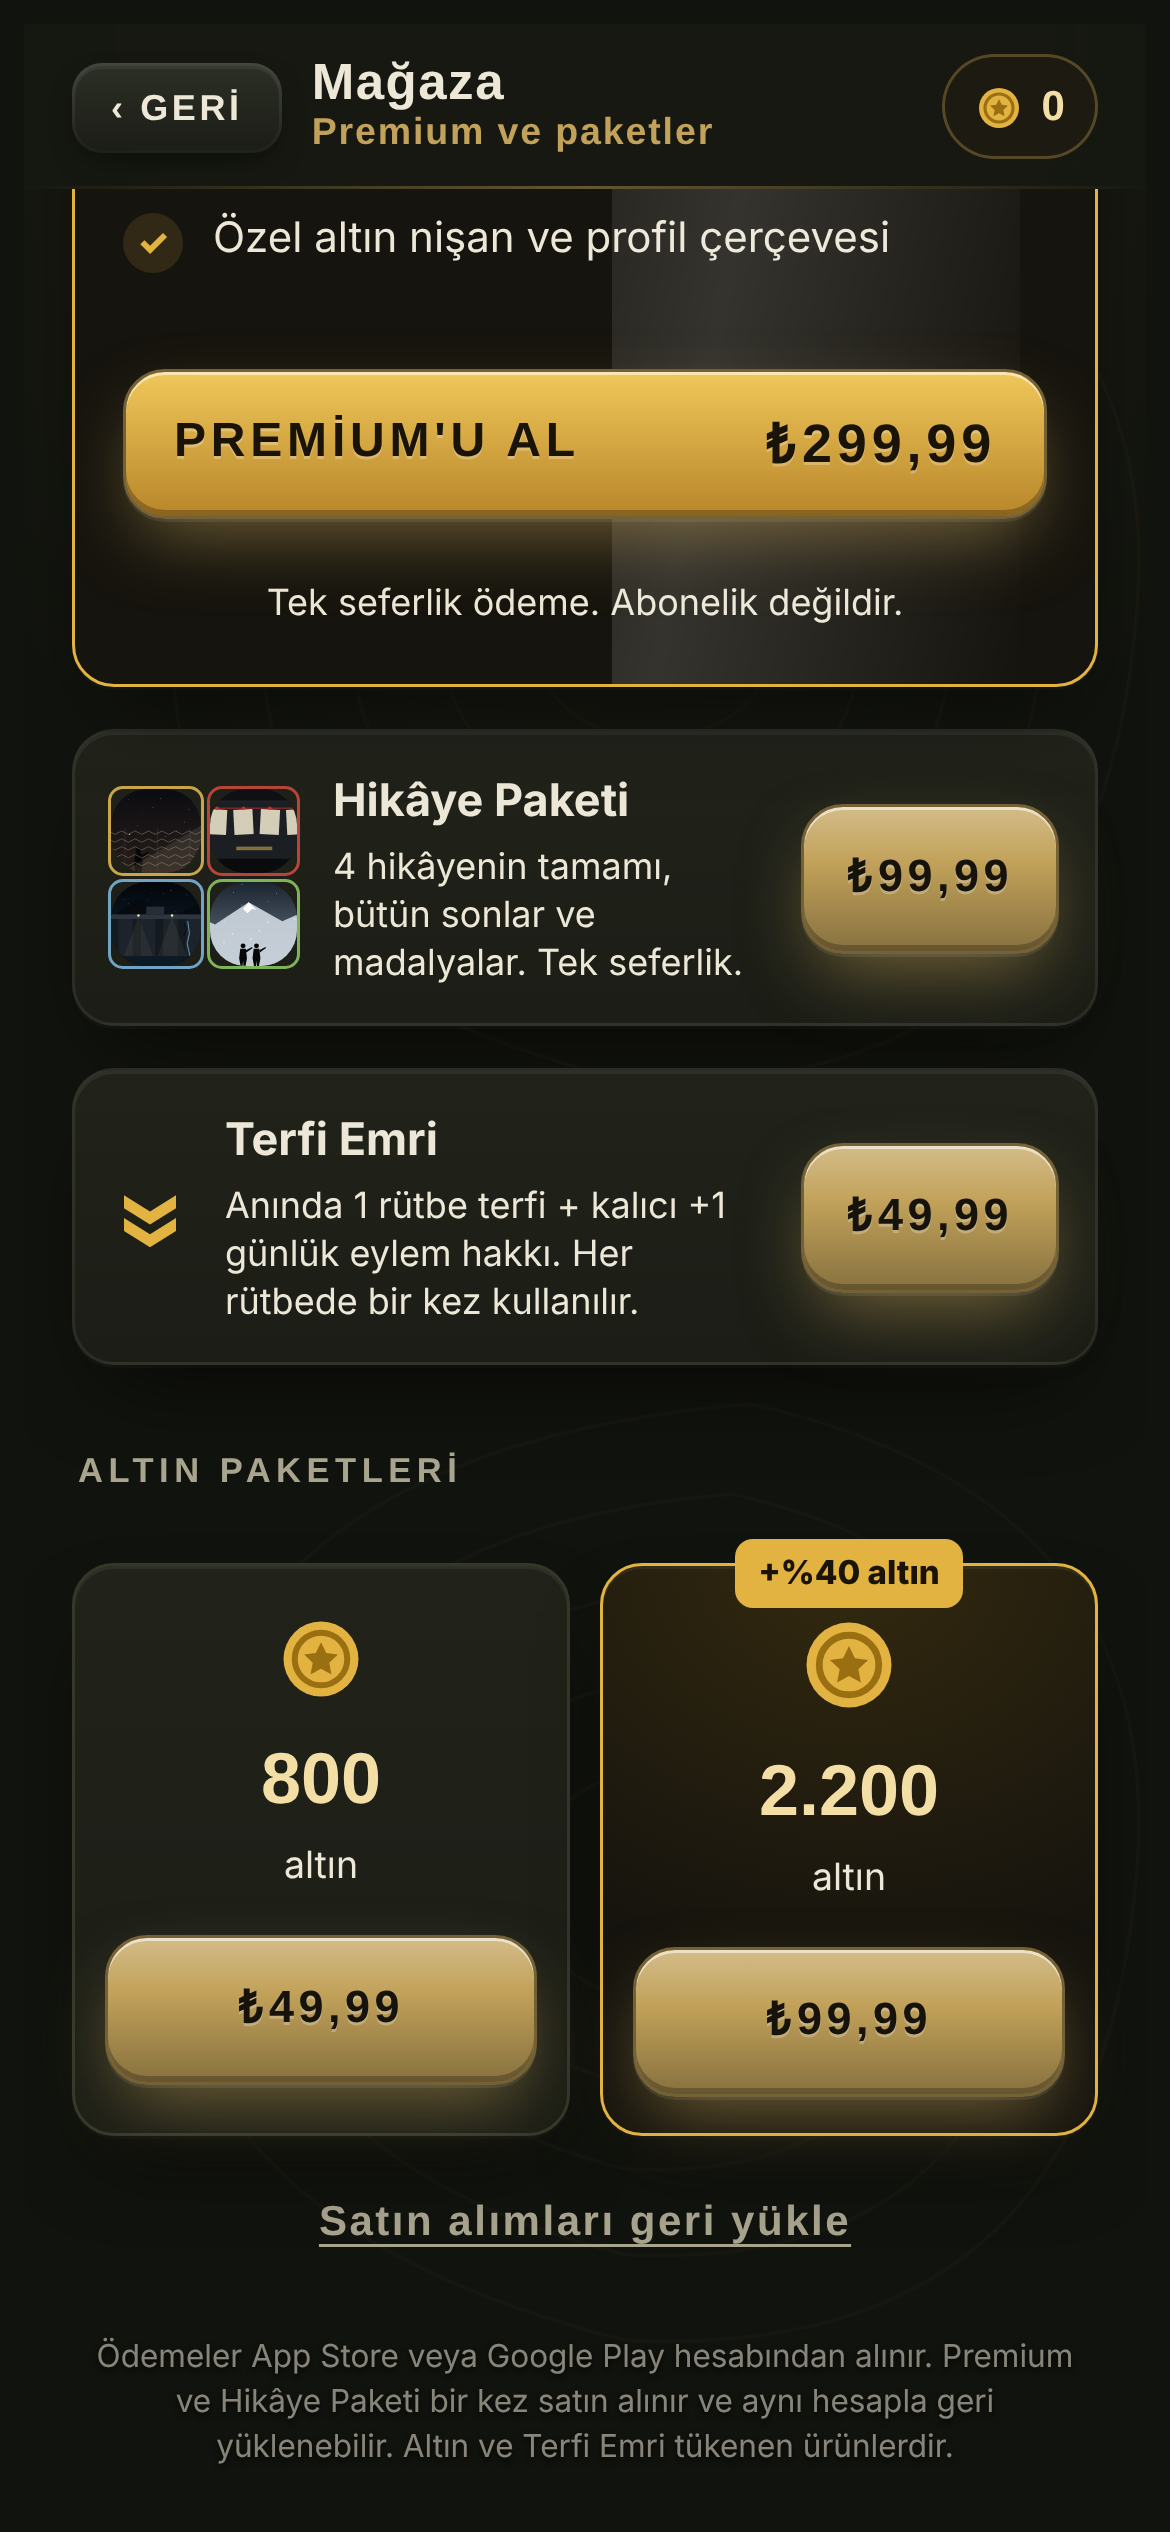 ‹ GERİ
Mağaza
Premium ve paketler
0
Özel altın nişan ve profil çerçevesi
PREMİUM'U AL
₺299,99
Tek seferlik ödeme. Abonelik değildir.
Hikâye Paketi
4 hikâyenin tamamı,
bütün sonlar ve
madalyalar. Tek seferlik.
₺99,99
Terfi Emri
Anında 1 rütbe terfi + kalıcı +1
günlük eylem hakkı. Her
rütbede bir kez kullanılır.
₺49,99
ALTIN PAKETLERİ
800
altın
₺49,99
+%40 altın
2.200
altın
₺99,99
Satın alımları geri yükle
Ödemeler App Store veya Google Play hesabından alınır. Premium
ve Hikâye Paketi bir kez satın alınır ve aynı hesapla geri
yüklenebilir. Altın ve Terfi Emri tükenen ürünlerdir.